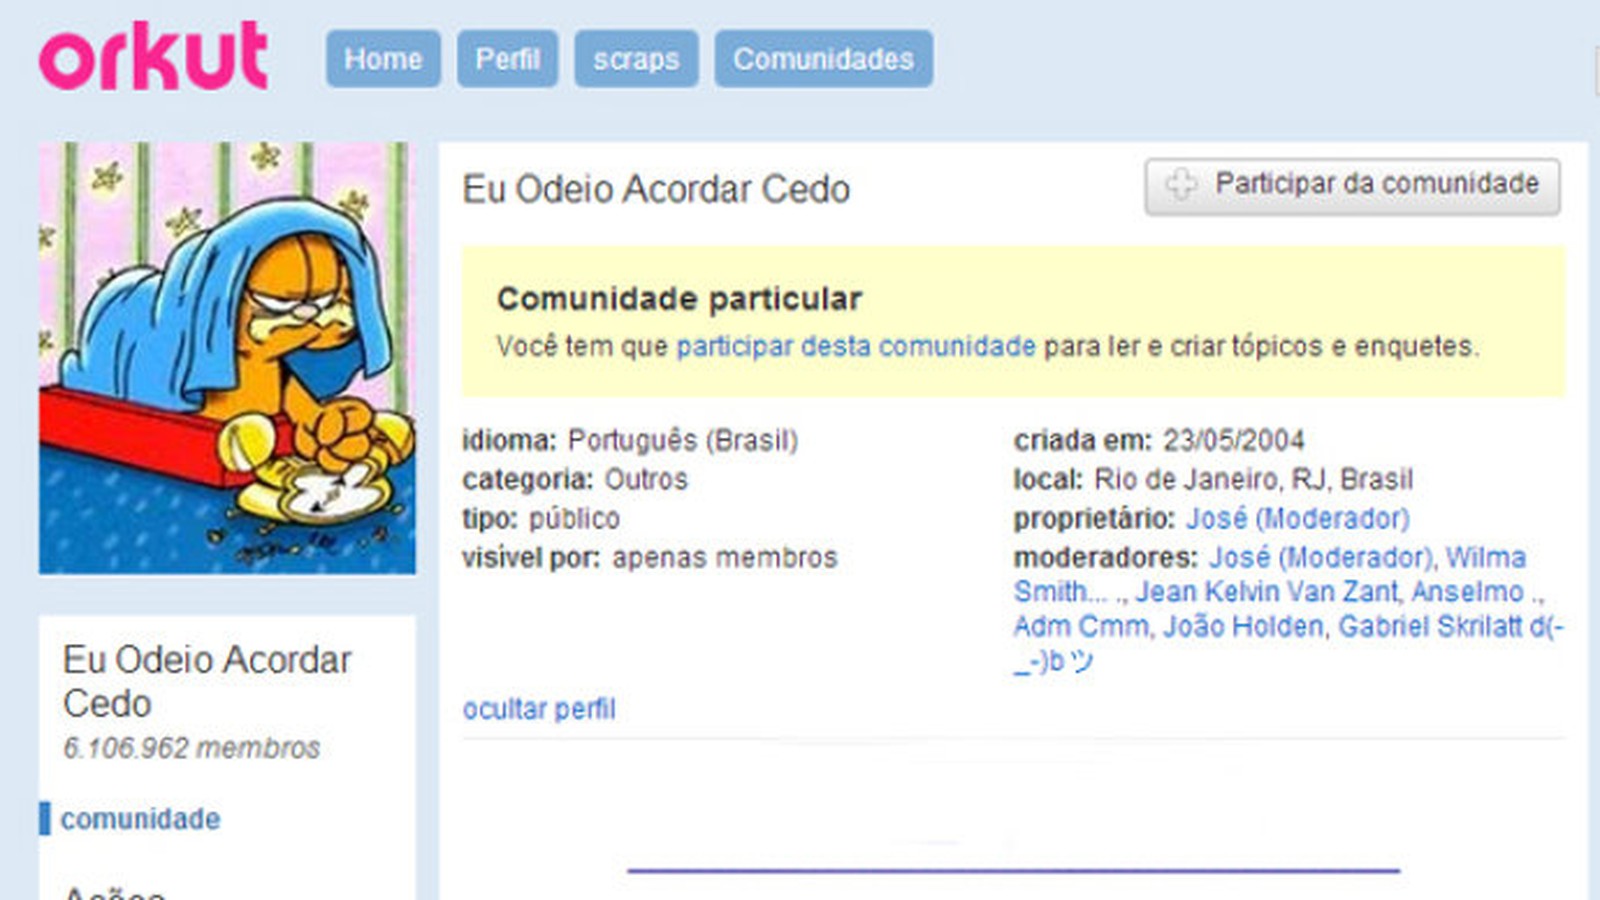 orkut
Home Perfil scraps Comunidades
Eu Odeio Acordar Cedo
Participar da comunidade
Comunidade particular
Você tem que participar desta comunidade para ler e criar tópicos e enquetes.
idioma: Português (Brasil)
categoria: Outros
tipo: público
visível por: apenas membros
criada em: 23/05/2004
local: Rio de Janeiro, RJ, Brasil
proprietário: José (Moderador)
moderadores: José (Moderador), Wilma
Smith... ., Jean Kelvin Van Zant, Anselmo .,
Adm Cmm, João Holden, Gabriel Skrilatt d(-
_-)b ツ
ocultar perfil
Eu Odeio Acordar
Cedo
6.106.962 membros
comunidade
Ações